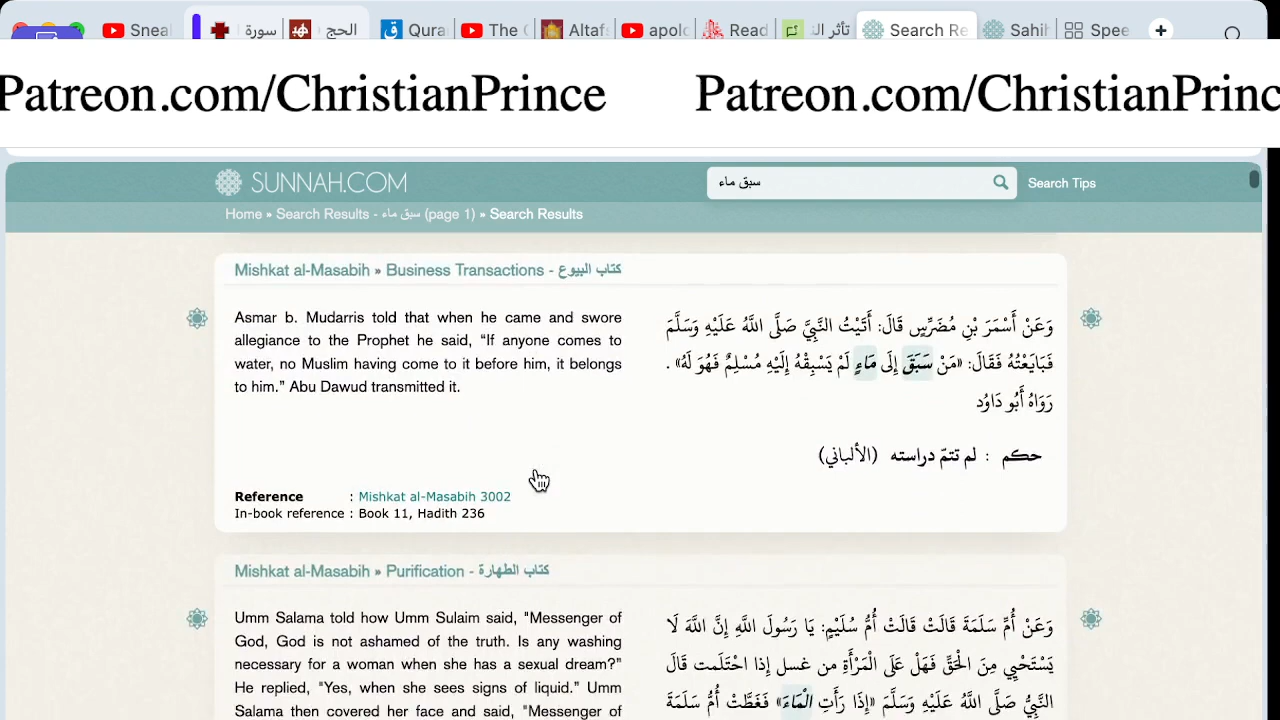 Snea
سورة
الحج
Qura
The
Altaf
apol
Read
Search Re
Sahi
Spee
Patreon.com/ChristianPrince Patreon.com/ChristianPrinc
SUNNAH.COM
سبق ماء
Search Tips
Home » Search Results - سبق ماء (page 1) » Search Results
Mishkat al-Masabih » Business Transactions - كتاب البيوع
Asmar b. Mudarris told that when he came and swore
allegiance to the Prophet he said, “If anyone comes to
water, no Muslim having come to it before him, it belongs
to him.” Abu Dawud transmitted it.
وَعَنْ أَسْمَرَ بْنِ مُضَرِّسٍ قَالَ: أَتَيْتُ النَّبِيَّ صَلَّى اللَّهُ عَلَيْهِ وَسَلَّمَ
فَبَايَعْتُهُ فَقَالَ: «مَنْ سَبَقَ إِلَى مَاءٍ لَمْ يَسْبِقْهُ إِلَيْهِ مُسْلِمٌ فَهُوَ لَهُ» .
رَوَاهُ أَبُو دَاوُد
حكم : لم تتمّ دراسته (الألباني)
Reference : Mishkat al-Masabih 3002
In-book reference : Book 11, Hadith 236
Mishkat al-Masabih » Purification - كتاب الطهارة
Umm Salama told how Umm Sulaim said, "Messenger of
God, God is not ashamed of the truth. Is any washing
necessary for a woman when she has a sexual dream?"
He replied, "Yes, when she sees signs of liquid." Umm
Salama then covered her face and said, "Messenger of
وَعَنْ أُمِّ سَلَمَةَ قَالَتْ قَالَتْ أُمُّ سُلَيْمٍ: يَا رَسُولَ اللَّهِ إِنَّ اللَّهَ لَا
يَسْتَحْيِي مِنَ الْحَقِّ فَهَلْ عَلَى الْمَرْأَةِ من غسل إذا احْتَلَمت قَالَ
النَّبِيُّ صَلَّى اللَّهُ عَلَيْهِ وَسَلَّمَ «إِذَا رَأَتِ الْمَاءَ» فَغَطَّتْ أُمُّ سَلَمَةَ